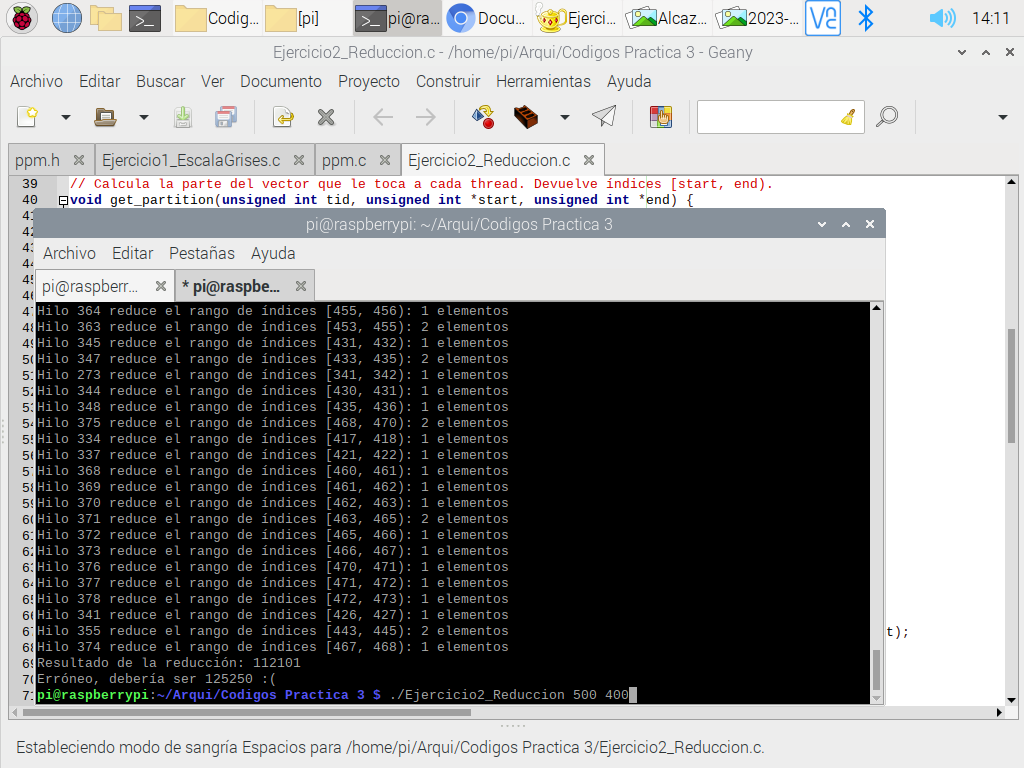 Codig...
[pi]
pi@ra...
Docu...
Ejerci...
Alcaz...
2023-...
14:11
Ejercicio2_Reduccion.c - /home/pi/Arqui/Codigos Practica 3 - Geany
Archivo Editar Buscar Ver Documento Proyecto Construir Herramientas Ayuda
ppm.h Ejercicio1_EscalaGrises.c ppm.c Ejercicio2_Reduccion.c
39 // Calcula la parte del vector que le toca a cada thread. Devuelve índices [start, end).
40 void get_partition(unsigned int tid, unsigned int *start, unsigned int *end) {
pi@raspberrypi: ~/Arqui/Codigos Practica 3
Archivo Editar Pestañas Ayuda
pi@raspberr... * pi@raspbe...
Hilo 364 reduce el rango de índices [455, 456): 1 elementos
Hilo 363 reduce el rango de índices [453, 455): 2 elementos
Hilo 345 reduce el rango de índices [431, 432): 1 elementos
Hilo 347 reduce el rango de índices [433, 435): 2 elementos
Hilo 273 reduce el rango de índices [341, 342): 1 elementos
Hilo 344 reduce el rango de índices [430, 431): 1 elementos
Hilo 348 reduce el rango de índices [435, 436): 1 elementos
Hilo 375 reduce el rango de índices [468, 470): 2 elementos
Hilo 334 reduce el rango de índices [417, 418): 1 elementos
Hilo 337 reduce el rango de índices [421, 422): 1 elementos
Hilo 368 reduce el rango de índices [460, 461): 1 elementos
Hilo 369 reduce el rango de índices [461, 462): 1 elementos
Hilo 370 reduce el rango de índices [462, 463): 1 elementos
Hilo 371 reduce el rango de índices [463, 465): 2 elementos
Hilo 372 reduce el rango de índices [465, 466): 1 elementos
Hilo 373 reduce el rango de índices [466, 467): 1 elementos
Hilo 376 reduce el rango de índices [470, 471): 1 elementos
Hilo 377 reduce el rango de índices [471, 472): 1 elementos
Hilo 378 reduce el rango de índices [472, 473): 1 elementos
Hilo 341 reduce el rango de índices [426, 427): 1 elementos
Hilo 355 reduce el rango de índices [443, 445): 2 elementos
t);
Hilo 374 reduce el rango de índices [467, 468): 1 elementos
Resultado de la reducción: 112101
Erróneo, debería ser 125250 :(
pi@raspberrypi:~/Arqui/Codigos Practica 3 $ ./Ejercicio2_Reduccion 500 400
Estableciendo modo de sangría Espacios para /home/pi/Arqui/Codigos Practica 3/Ejercicio2_Reduccion.c.